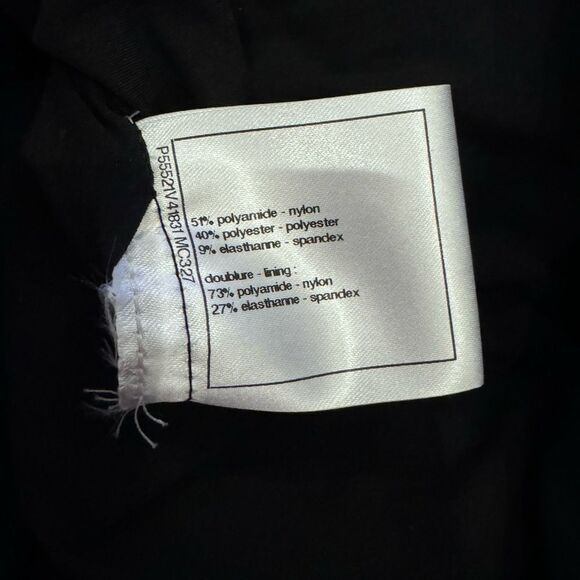 P55521V41831 MC327
51% polyamide - nylon
40% polyester - polyester
9% elasthanne - spandex
doublure - lining :
73% polyamide - nylon
27% elasthanne - spandex